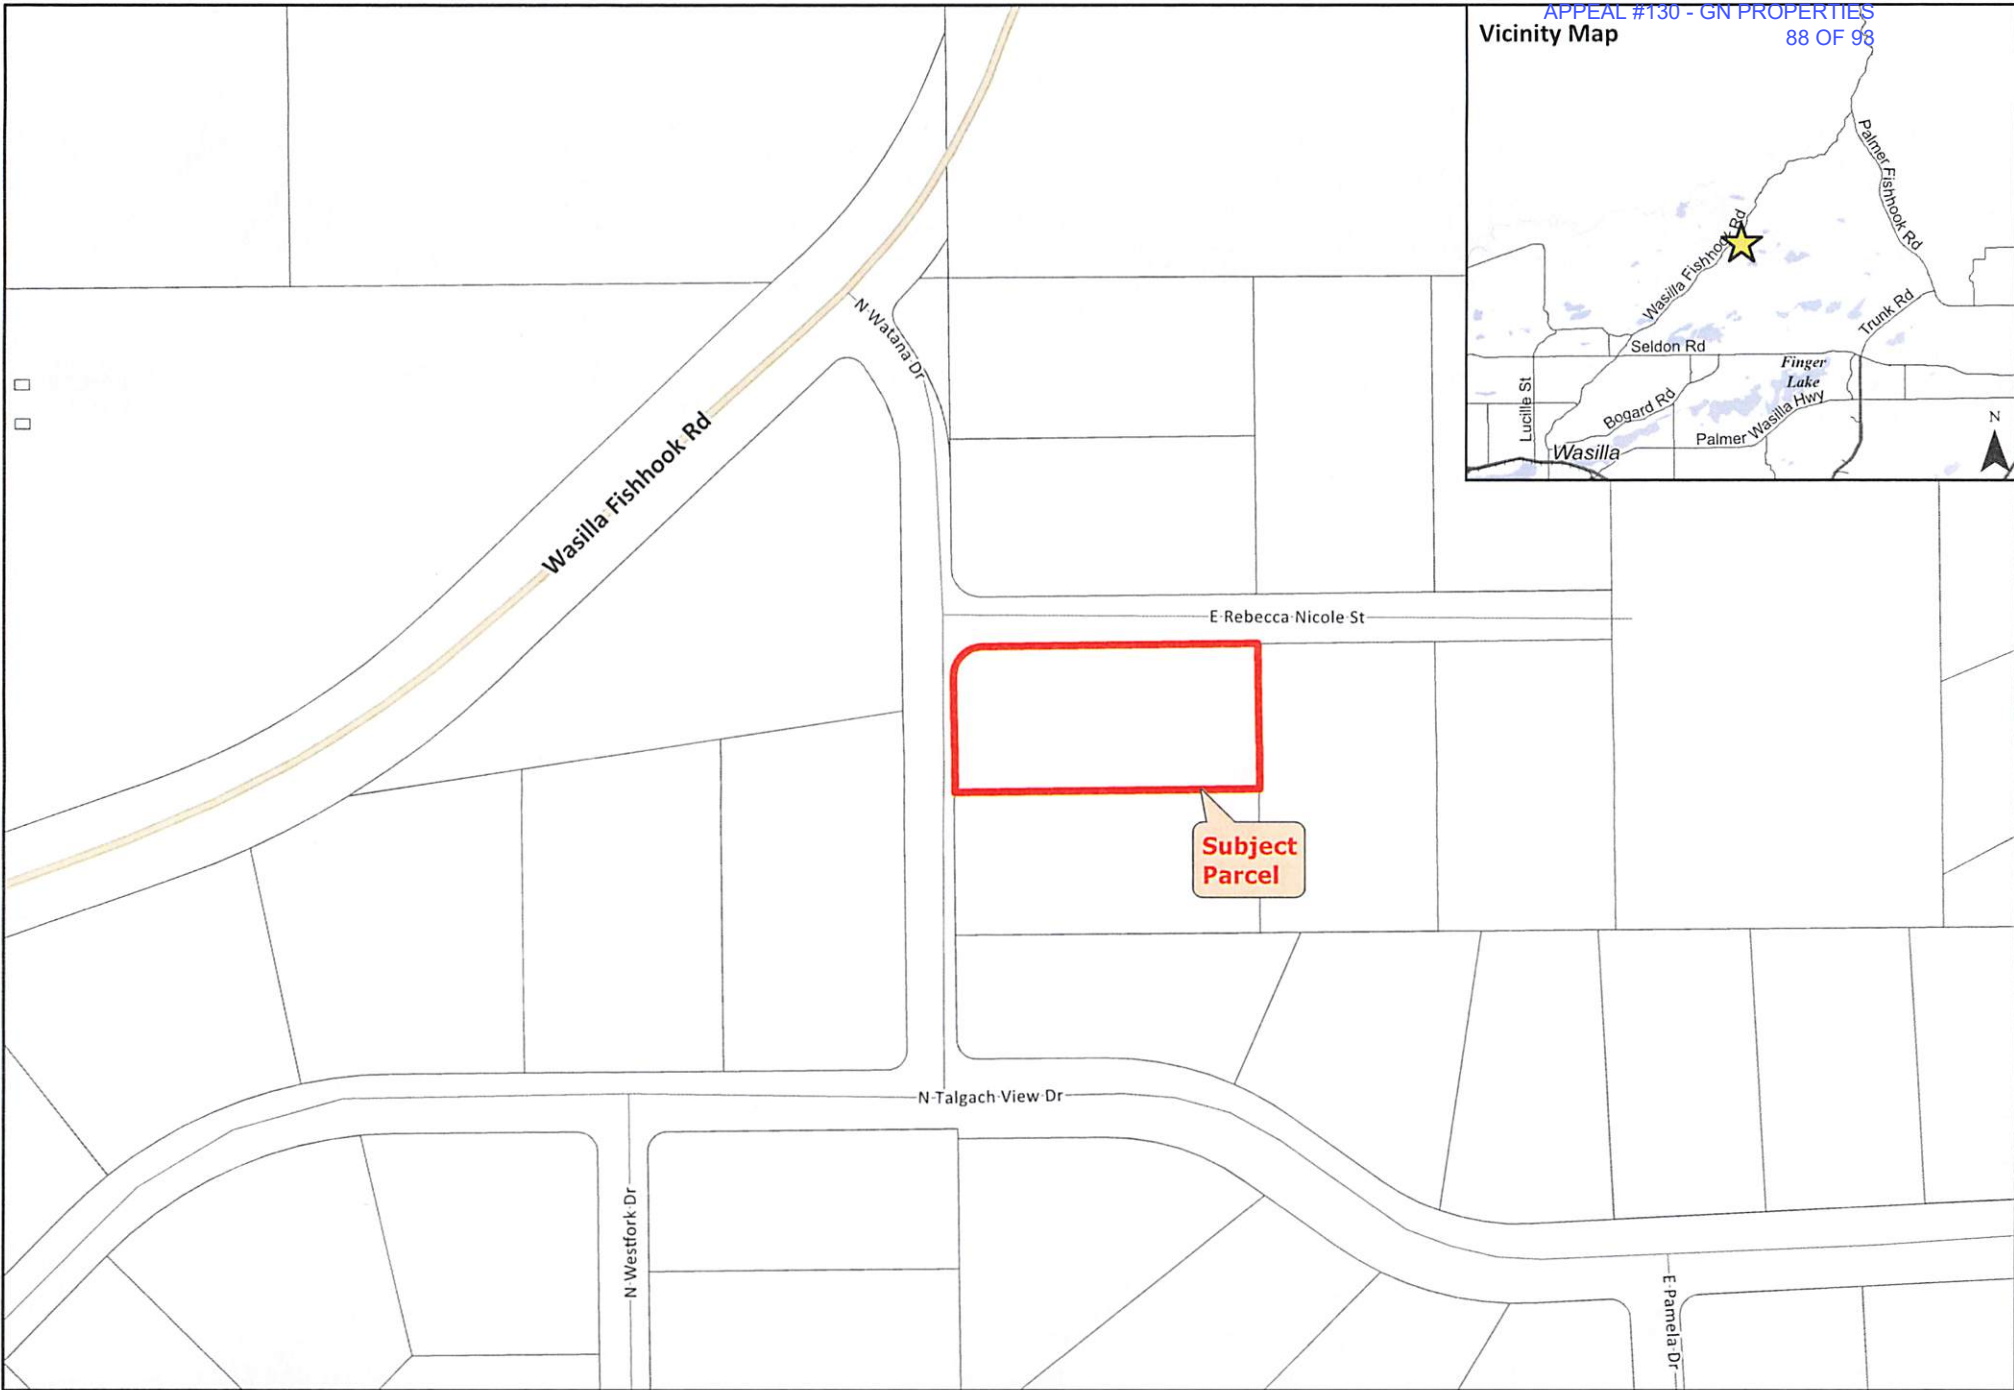 APPEAL #130 - GN PROPERTIES
88 OF 93
Vicinity Map
Palmer Fishhook Rd
Wasilla Fishhook Rd
Trunk Rd
Seldon Rd
Finger
Lake
Lucille St
Bogard Rd
Palmer Wasilla Hwy
Wasilla
N
N Watana Dr
Wasilla Fishhook Rd
E Rebecca Nicole St
Subject
Parcel
N Talgach View Dr
N Westfork Dr
E Pamela Dr